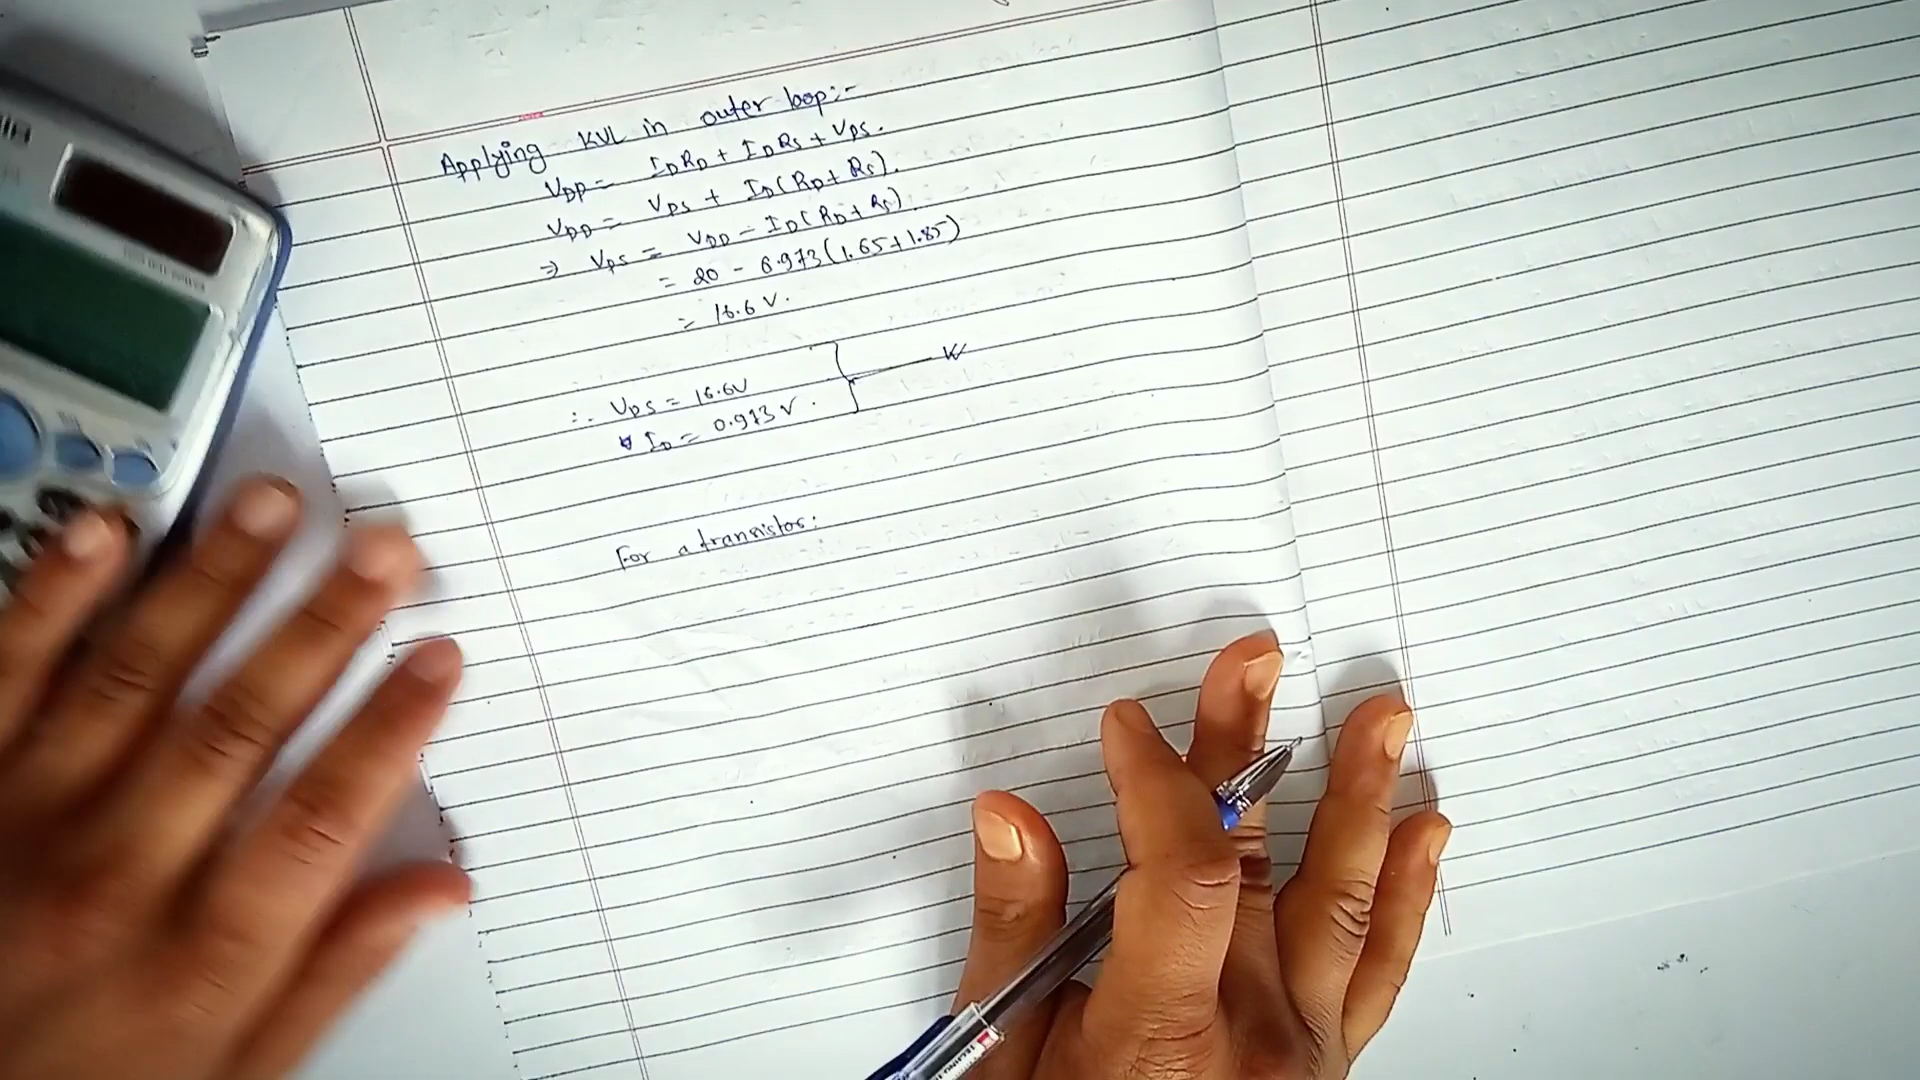 Applying KVL in outer loop:-
VDD = IDRD + IDRS + VDS.
VDD = VDS + ID(RD + RS).
⇒ VDS = VDD - ID(RD + RS)
= 20 - 0.973(1.65+1.85)
= 16.6 V.
∴ VDS = 16.6V
& ID = 0.973 V.
For a transistor: